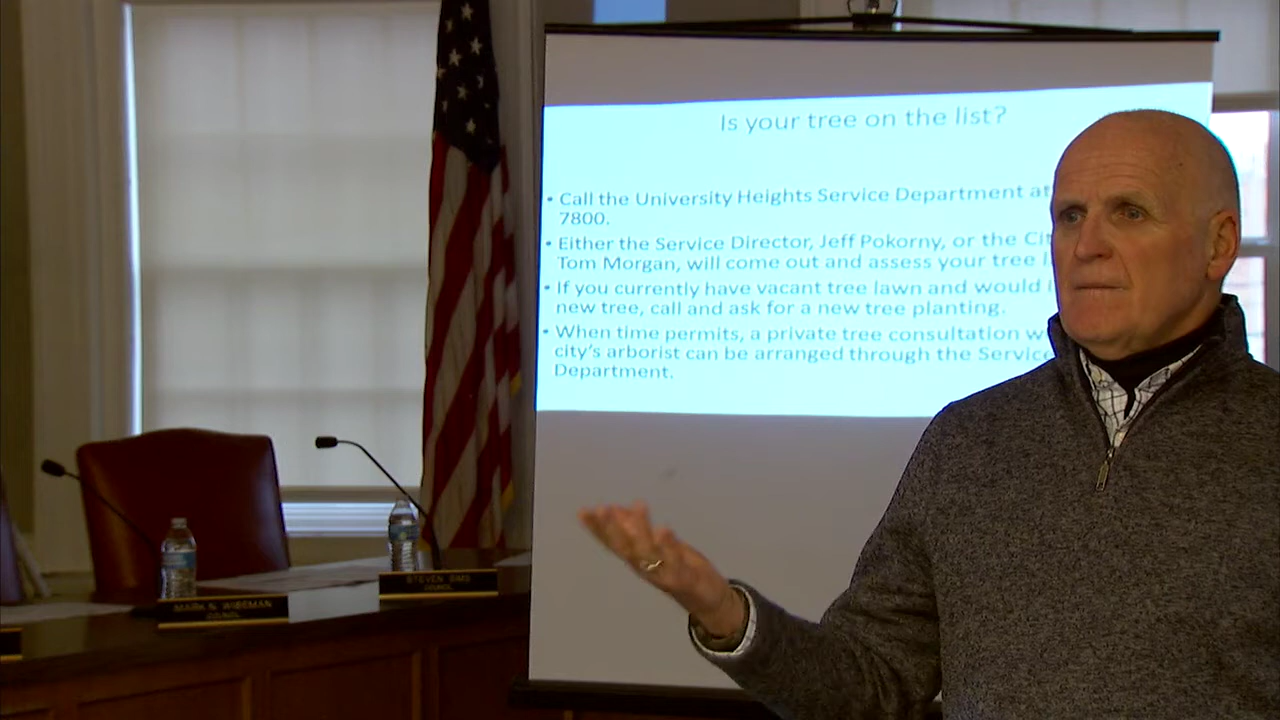 Is your tree on the list?
• Call the University Heights Service Department at
7800.
• Either the Service Director, Jeff Pokorny, or the Cit
Tom Morgan, will come out and assess your tree l
• If you currently have vacant tree lawn and would l
new tree, call and ask for a new tree planting.
• When time permits, a private tree consultation w
city's arborist can be arranged through the Service
Department.
STEVEN SIMS
COUNCIL
MARK N. WISEMAN
COUNCIL